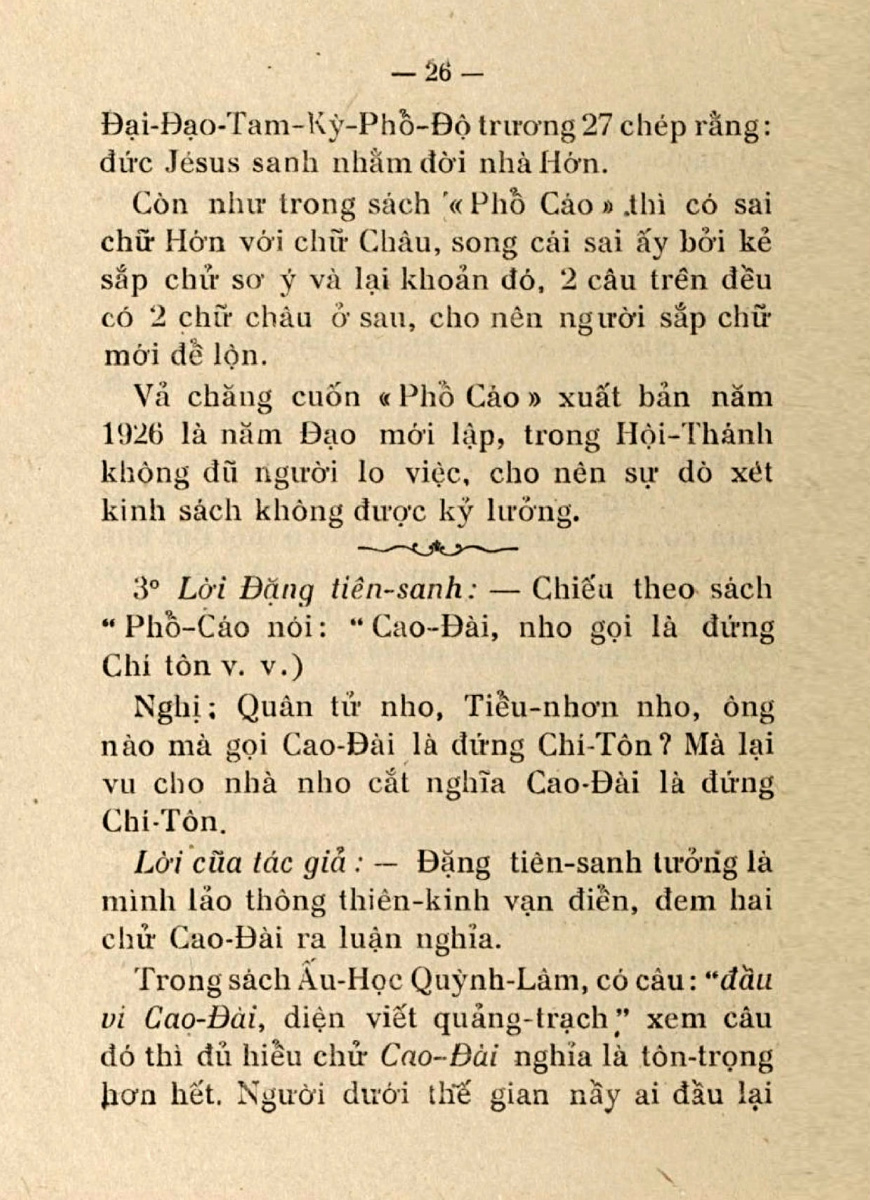 — 26 —
Đại-Đạo-Tam-Kỳ-Phổ-Độ trương 27 chép rằng:
đức Jésus sanh nhằm đời nhà Hớn.
Còn như trong sách « Phổ Cáo » thì có sai
chữ Hớn với chữ Châu, song cái sai ấy bởi kẻ
sắp chử sơ ý và lại khoản đó, 2 câu trên đều
có 2 chữ châu ở sau, cho nên người sắp chữ
mới để lộn.
Vả chăng cuốn « Phổ Cáo » xuất bản năm
1926 là năm Đạo mới lập, trong Hội-Thánh
không đũ người lo việc, cho nên sự dò xét
kinh sách không được kỷ lưởng.
3º Lời Đặng tiên-sanh: — Chiếu theo sách
“ Phổ-Cáo nói: “ Cao-Đài, nho gọi là đứng
Chí tôn v. v.)
Nghị; Quân tử nho, Tiểu-nhơn nho, ông
nào mà gọi Cao-Đài là đứng Chí-Tôn? Mà lại
vu cho nhà nho cắt nghĩa Cao-Đài là đứng
Chí-Tôn.
Lời cũa tác giả : — Đặng tiên-sanh tưởng là
mình lảo thông thiên-kinh vạn điển, đem hai
chử Cao-Đài ra luận nghỉa.
Trong sách Ấu-Học Quỳnh-Lâm, có câu: “đầu
vi Cao-Đài, diện viết quảng-trạch” xem câu
đó thì đủ hiểu chử Cao-Đài nghỉa là tôn-trọng
hơn hết. Người dưới thế gian nầy ai đầu lại